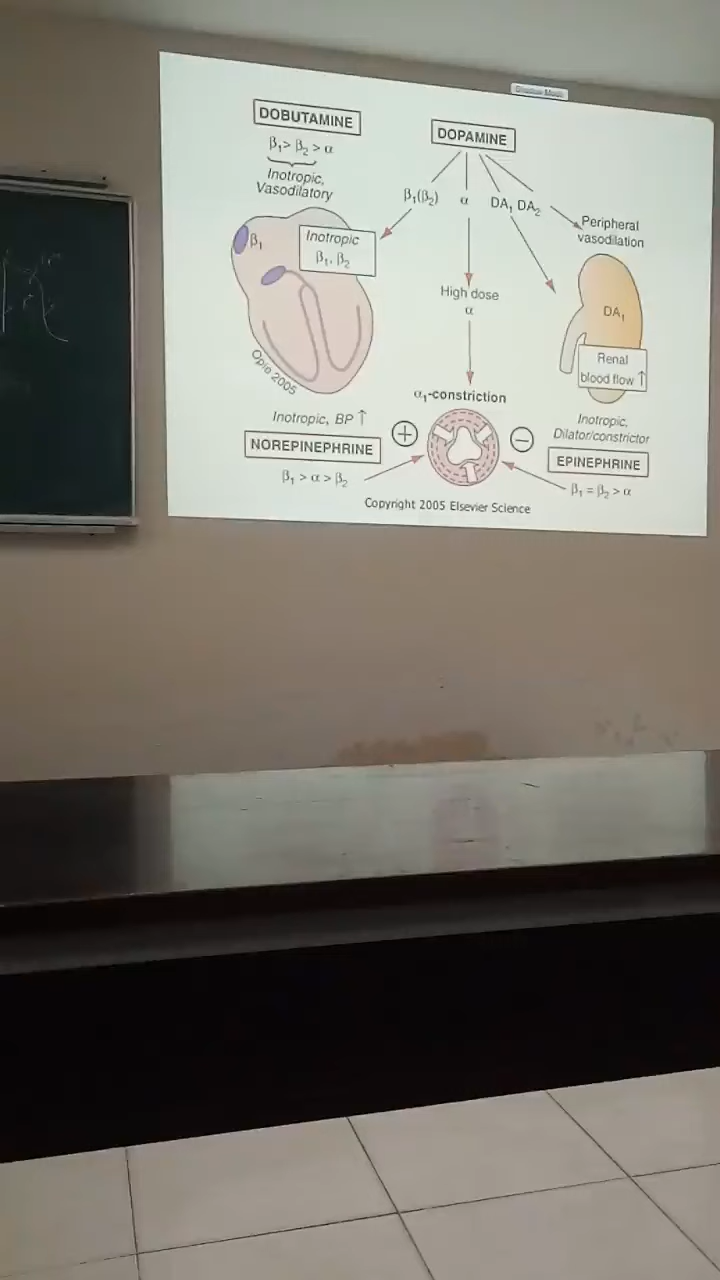 DOBUTAMINE
β₁> β₂ > α
Inotropic,
Vasodilatory
DOPAMINE
β₁(β₂)
α
DA₁ DA₂
Peripheral
vasodilation
β₁
Inotropic
β₁, β₂
High dose
α
DA₁
Renal
blood flow ↑
Opie 2005
α₁-constriction
Inotropic, BP ↑
NOREPINEPHRINE
β₁ > α > β₂
+
−
Inotropic,
Dilator/constrictor
EPINEPHRINE
β₁ = β₂ > α
Copyright 2005 Elsevier Science